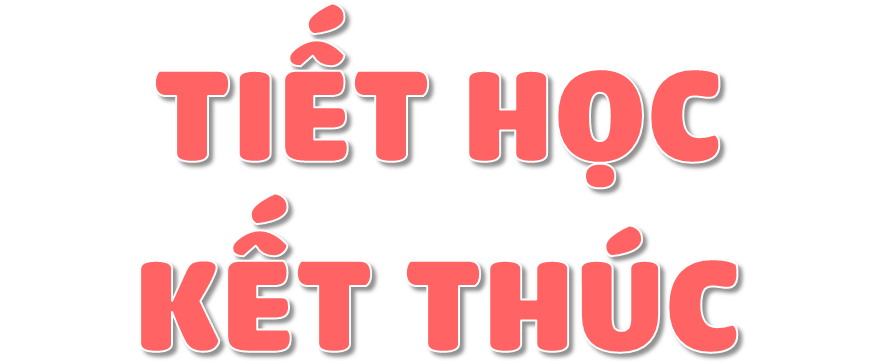 TIẾT HỌC
KẾT THÚC